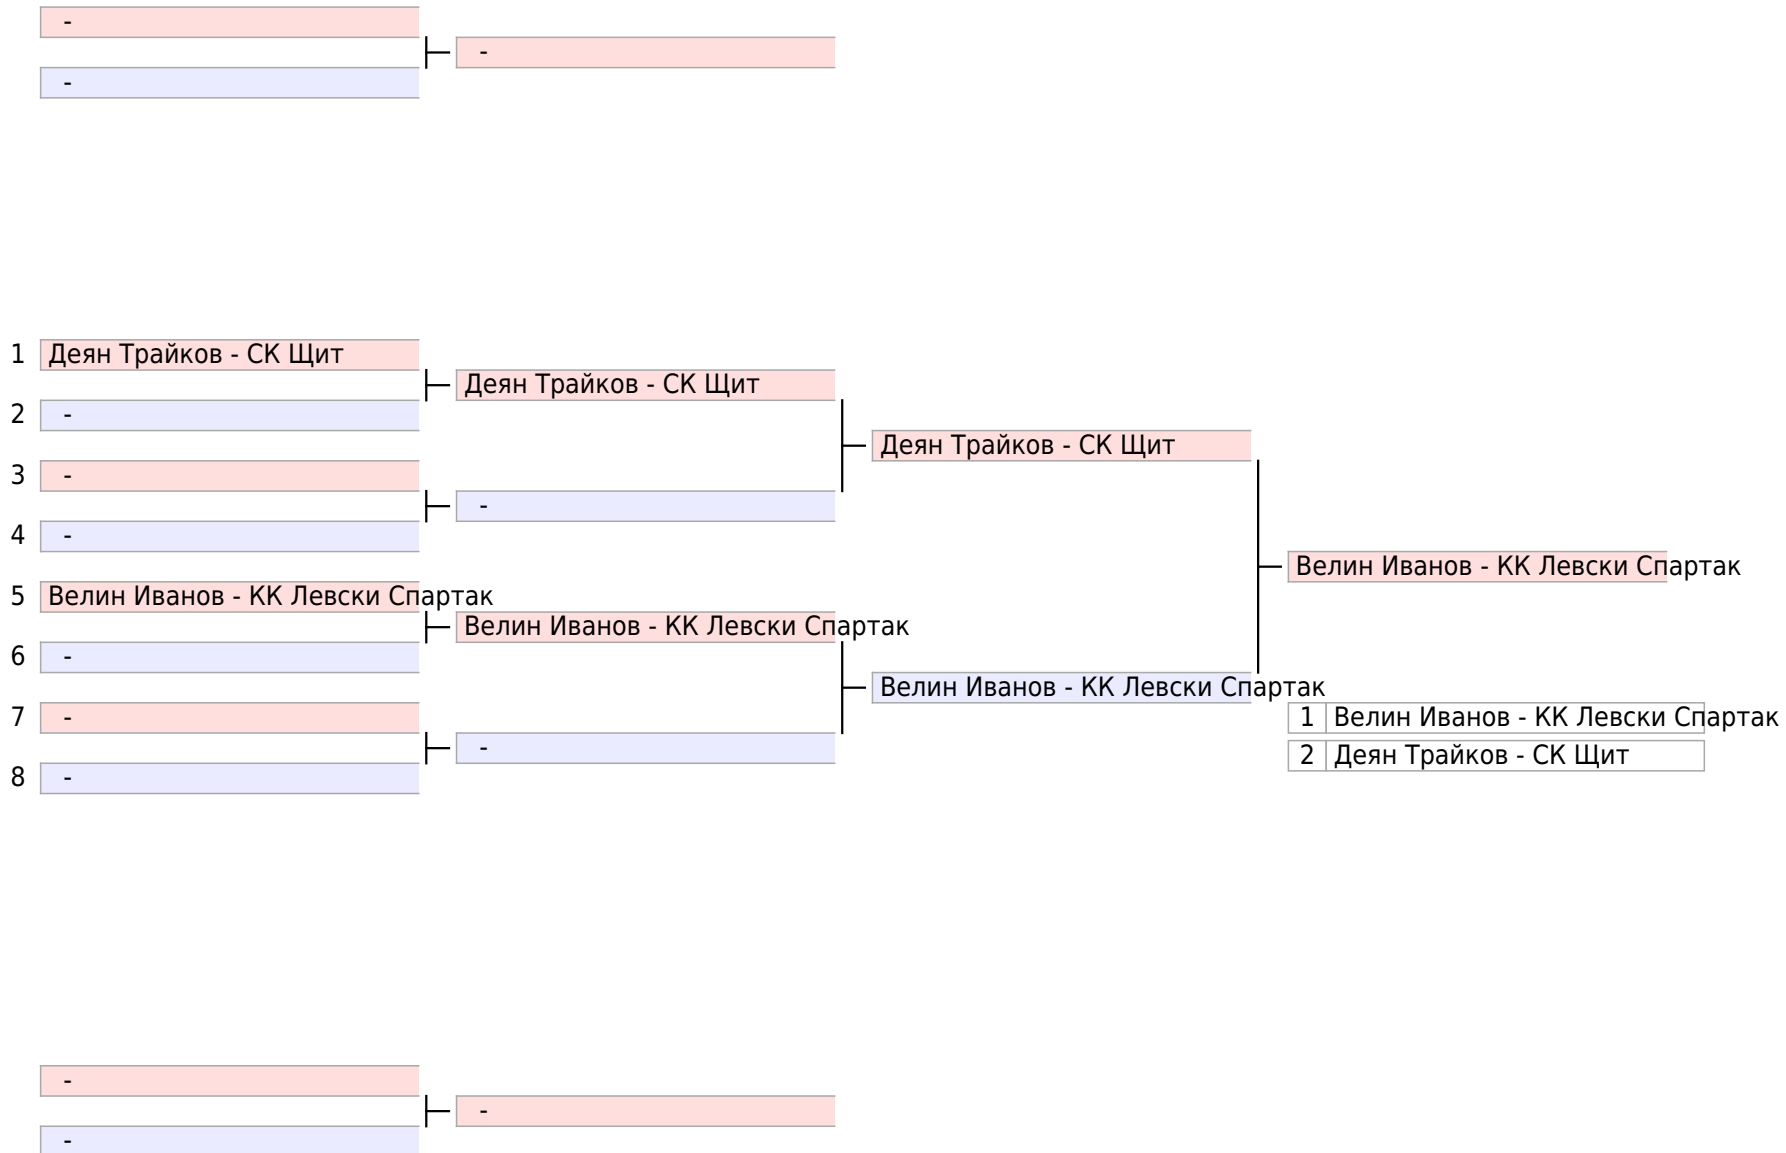 -
-
-
1 Деян Трайков - СК Щит
Деян Трайков - СК Щит
2 -
Деян Трайков - СК Щит
3 -
-
4 -
Велин Иванов - КК Левски Спартак
5 Велин Иванов - КК Левски Спартак
Велин Иванов - КК Левски Спартак
6 -
Велин Иванов - КК Левски Спартак
7 -
1 Велин Иванов - КК Левски Спартак
-
2 Деян Трайков - СК Щит
8 -
-
-
-